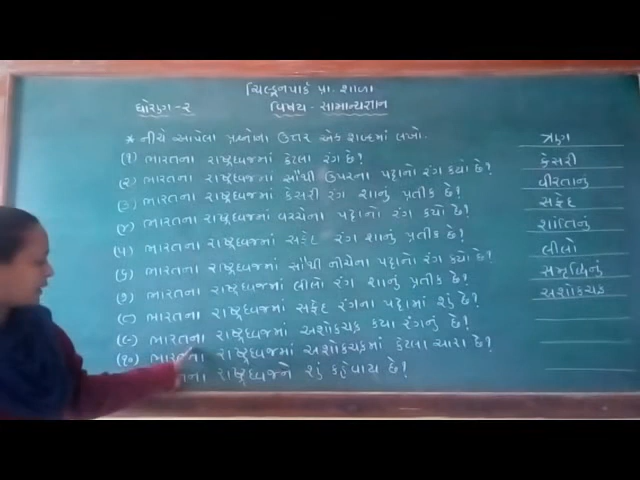 ચિલ્ડ્રનપાર્ક પ્રા. શાળા
ધોરણ - ૨ વિષય - સામાન્યજ્ઞાન
* નીચે આપેલા પ્રશ્નોના ઉત્તર એક શબ્દમાં લખો.
(૧) ભારતના રાષ્ટ્રધ્વજમાં કેટલા રંગ છે? ત્રણ
(૨) ભારતના રાષ્ટ્રધ્વજમાં સૌથી ઉપરના પટ્ટાનો રંગ કયો છે? કેસરી
(૩) ભારતના રાષ્ટ્રધ્વજમાં કેસરી રંગ શાનું પ્રતીક છે? વીરતાનું
(૪) ભારતના રાષ્ટ્રધ્વજમાં વચ્ચેના પટ્ટાનો રંગ કયો છે? સફેદ
(૫) ભારતના રાષ્ટ્રધ્વજમાં સફેદ રંગ શાનું પ્રતીક છે? શાંતિનું
(૬) ભારતના રાષ્ટ્રધ્વજમાં સૌથી નીચેના પટ્ટાનો રંગ કયો છે? લીલો
(૭) ભારતના રાષ્ટ્રધ્વજમાં લીલો રંગ શાનું પ્રતીક છે? સમૃદ્ધિનું
(૮) ભારતના રાષ્ટ્રધ્વજમાં સફેદ રંગના પટ્ટામાં શું છે? અશોકચક્ર
(૯) ભારતના રાષ્ટ્રધ્વજમાં અશોકચક્ર કયા રંગનું છે?
(૧૦) ભારતના રાષ્ટ્રધ્વજમાં અશોકચક્રમાં કેટલા આરા છે?
રાષ્ટ્રધ્વજને શું કહેવાય છે?